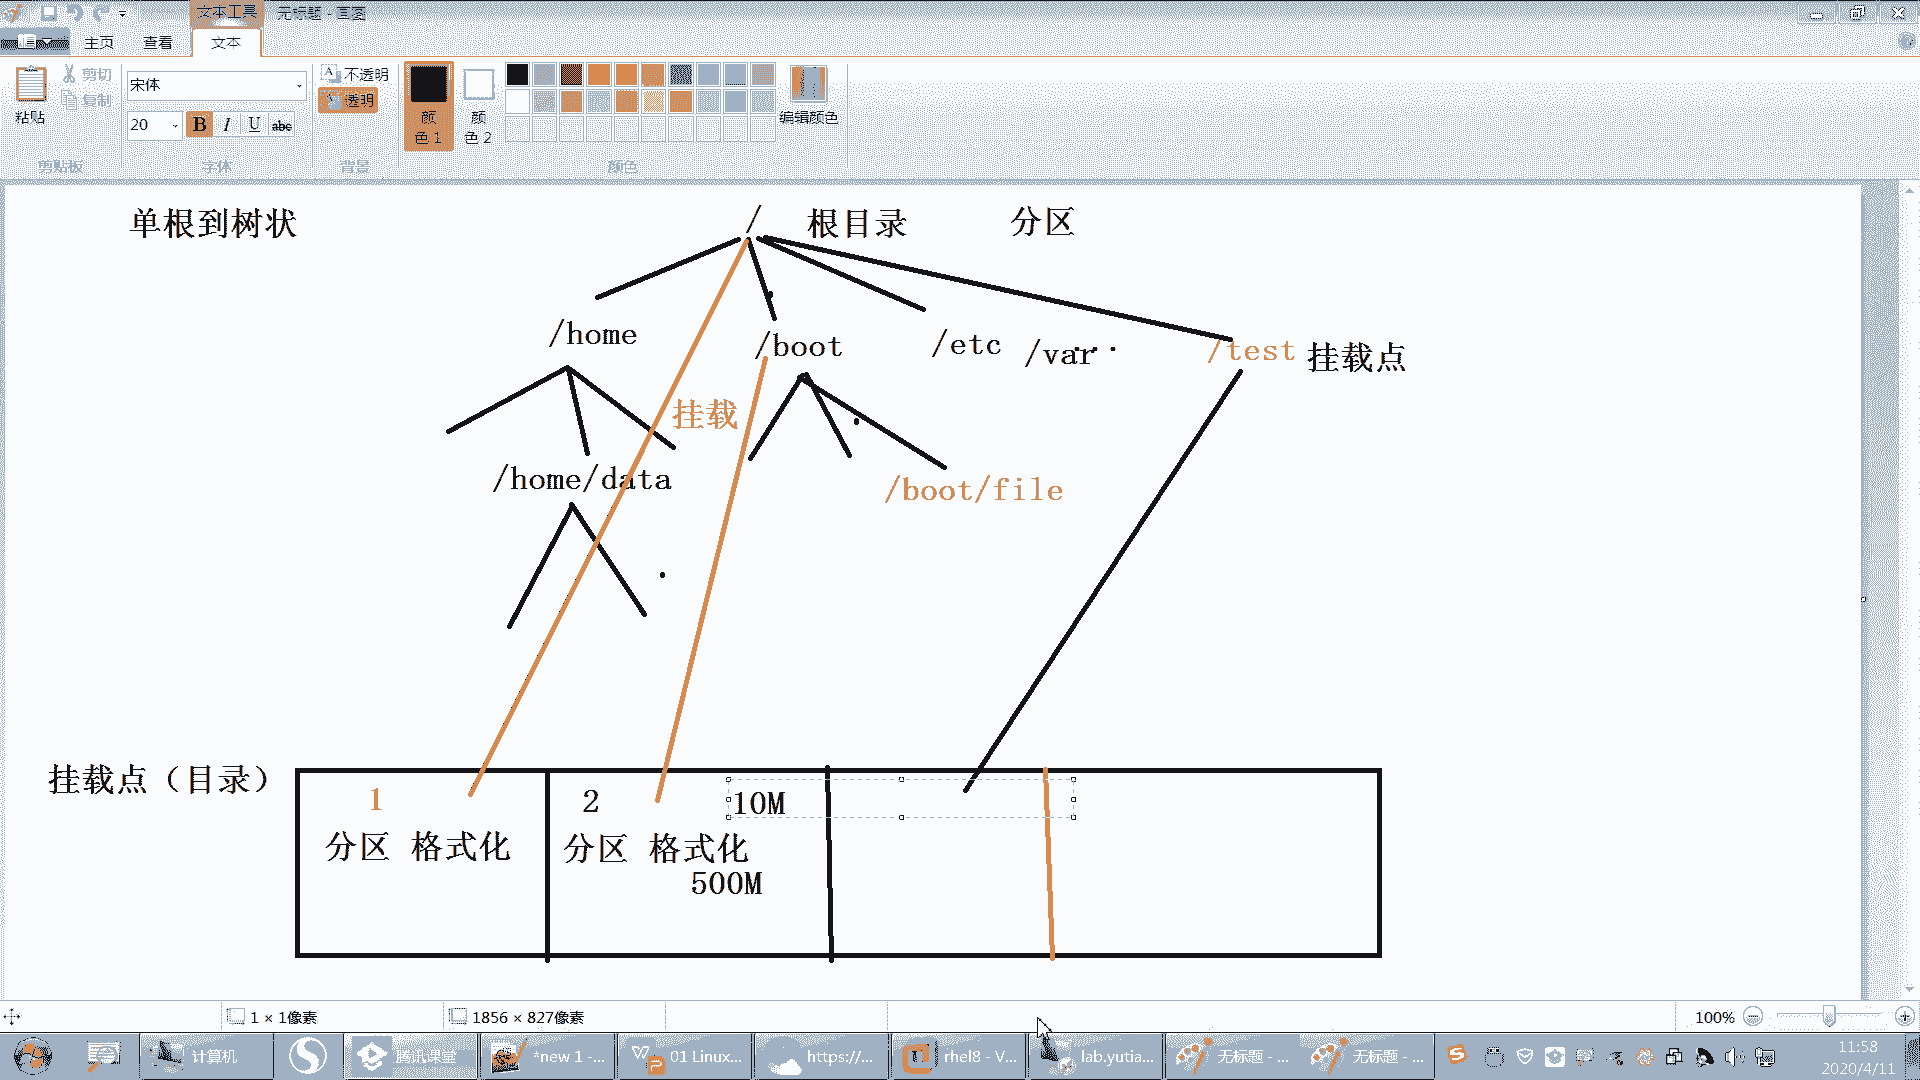 文本工具 无标题 - 画图
主页 查看 文本
粘贴
剪切
复制
剪贴板
宋体
20 B I U abc
字体
不透明
透明
背景
颜色 1
颜色 2
编辑颜色
颜色
单根到树状 / 根目录 分区
/home /boot /etc /var ... /test 挂载点
挂载
/home/data /boot/file
挂载点（目录）
1 2 10M
分区 格式化 分区 格式化
500M
1 × 1像素 1856 × 827像素 100%
计算机 腾讯课堂 *new 1 -... 01 Linux... https://... rhel8 - V... lab.yutia... 无标题 - ... 无标题 - ...
11:58
2020/4/11